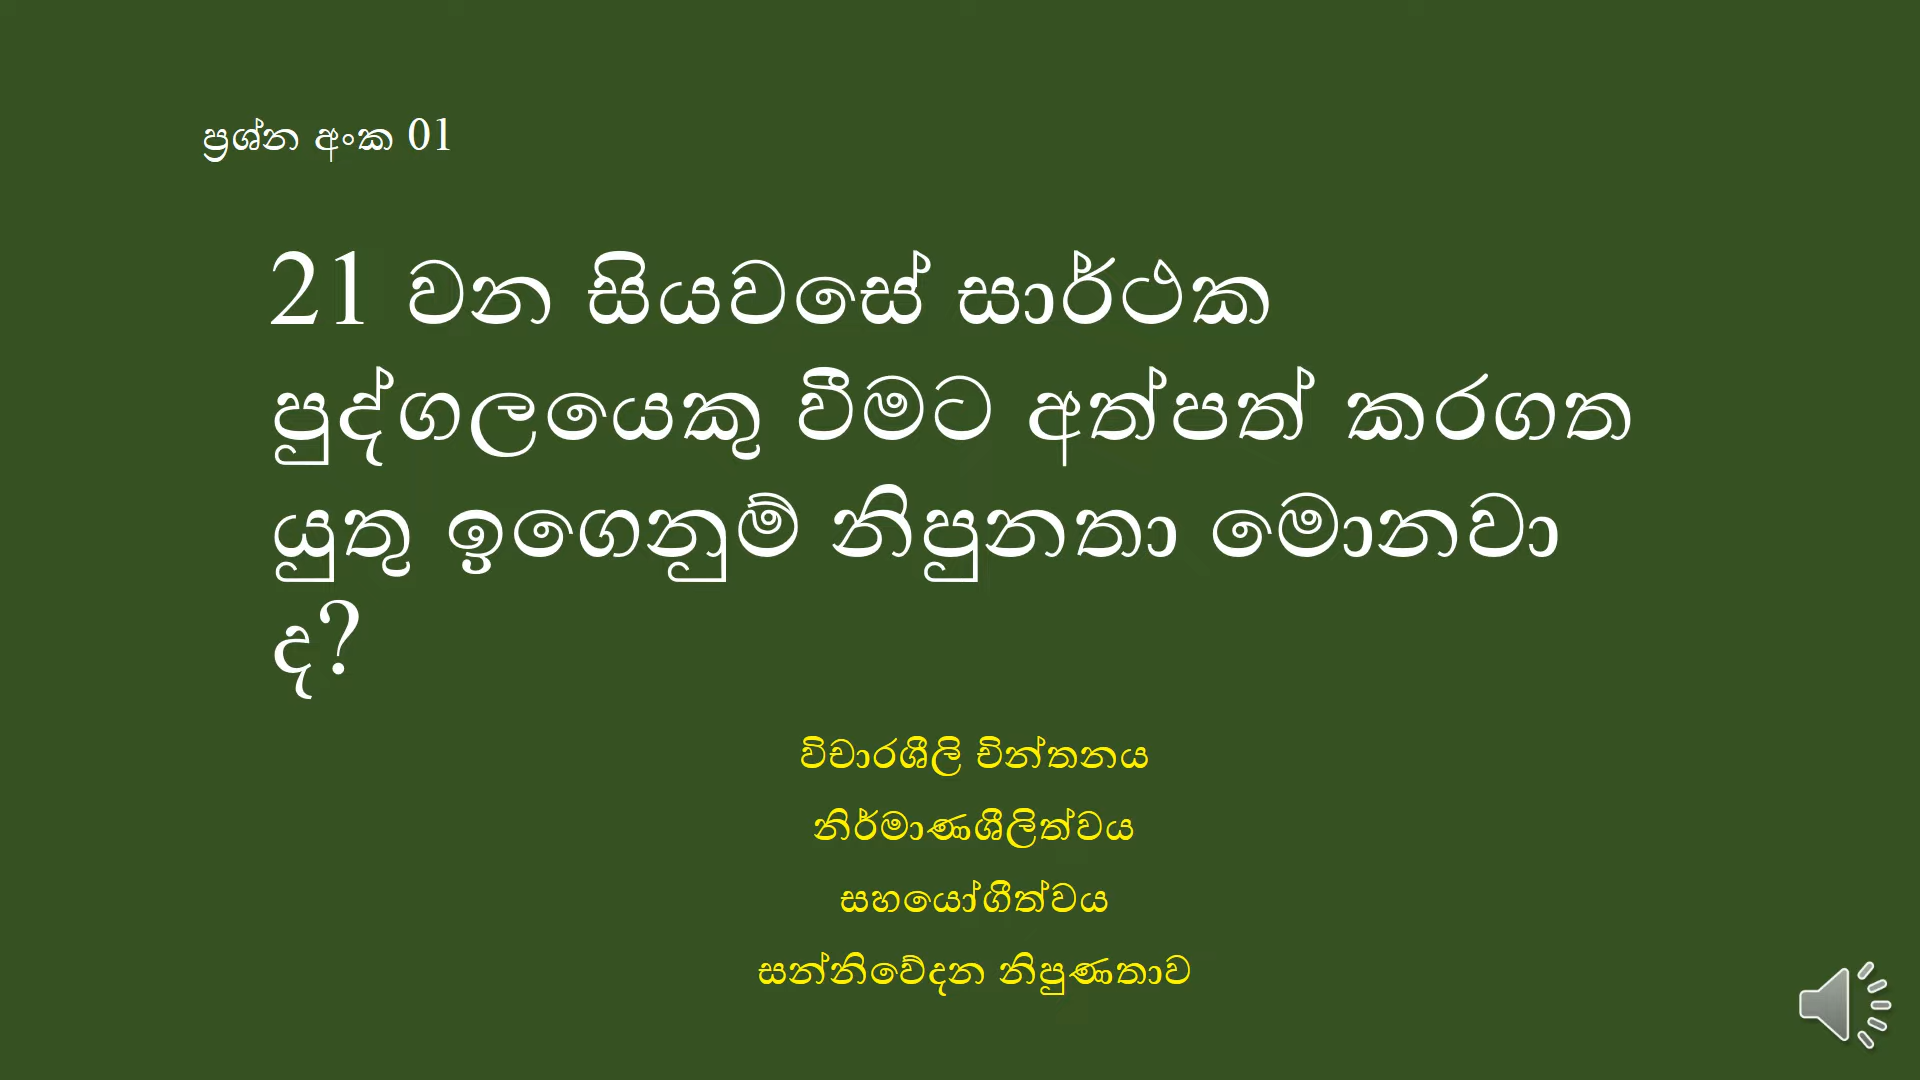 ප්‍රශ්න අංක 01
21 වන සියවසේ සාර්ථක
පුද්ගලයෙකු වීමට අත්පත් කරගත
යුතු ඉගෙනුම් නිපුනතා මොනවා
ද?
විචාරශීලි චින්තනය
නිර්මාණශීලිත්වය
සහයෝගීත්වය
සන්නිවේදන නිපුණතාව